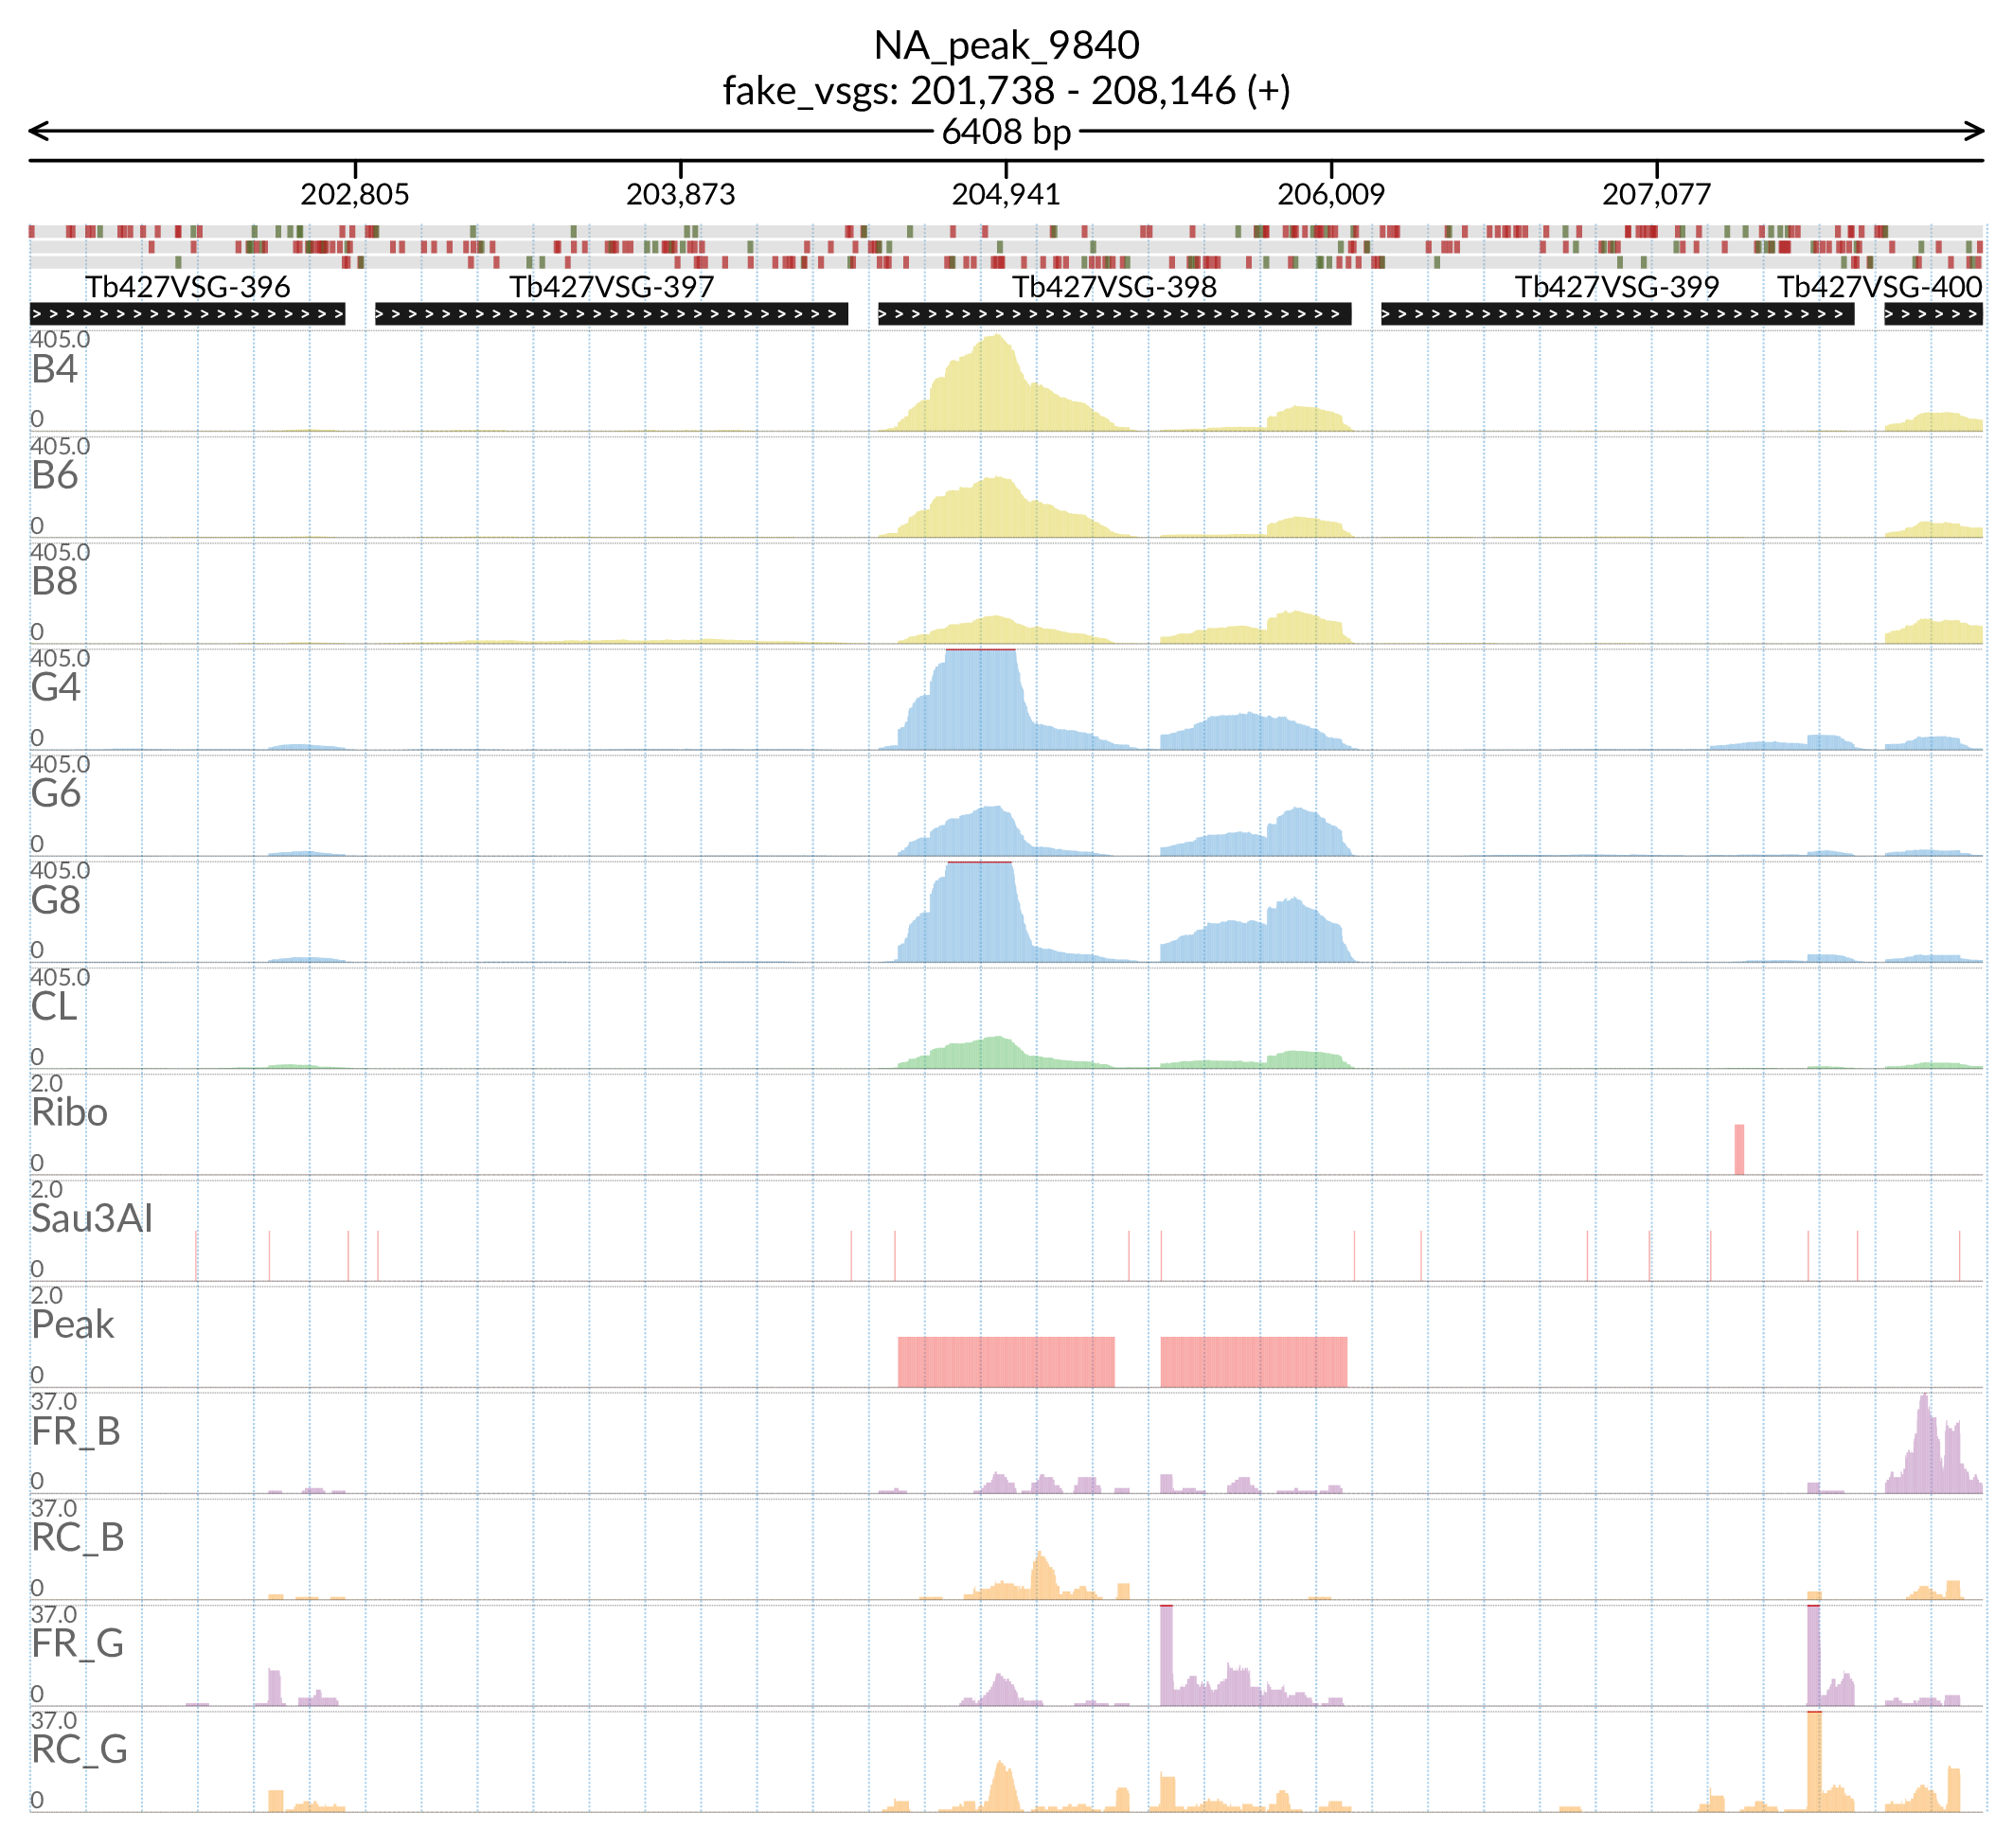 NA_peak_9840
fake_vsgs: 201,738 - 208,146 (+)
6408 bp
202,805 203,873 204,941 206,009 207,077
Tb427VSG-396 Tb427VSG-397 Tb427VSG-398 Tb427VSG-399 Tb427VSG-400
405.0
B4
0
405.0
B6
0
405.0
B8
0
405.0
G4
0
405.0
G6
0
405.0
G8
0
405.0
CL
0
2.0
Ribo
0
2.0
Sau3AI
0
2.0
Peak
0
37.0
FR_B
0
37.0
RC_B
0
37.0
FR_G
0
37.0
RC_G
0